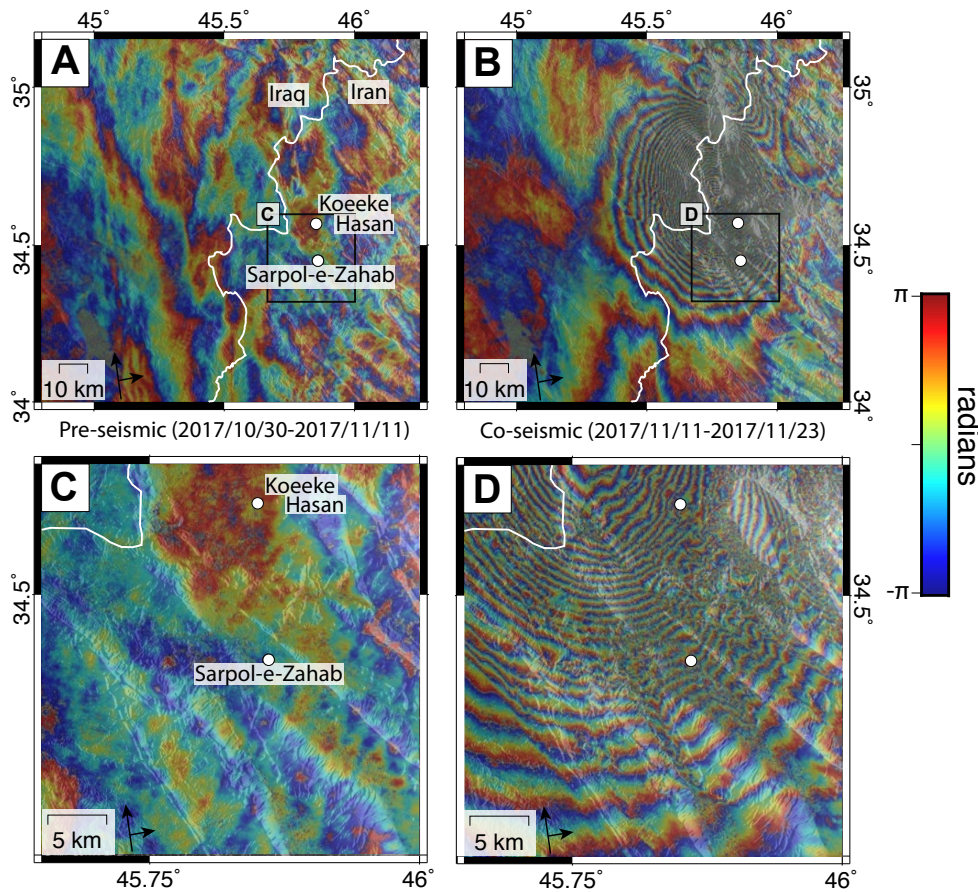 45˚ 45.5˚ 46˚ 45˚ 45.5˚ 46˚
A
B
Iraq Iran
35˚
35˚
C
Koeeke
Hasan
D
34.5˚
34.5˚
Sarpol-e-Zahab
10 km
10 km
34˚
34˚
Pre-seismic (2017/10/30-2017/11/11)
Co-seismic (2017/11/11-2017/11/23)
π
radians
-π
C
D
Koeeke
Hasan
34.5˚
34.5˚
Sarpol-e-Zahab
5 km
5 km
45.75˚ 46˚ 45.75˚ 46˚